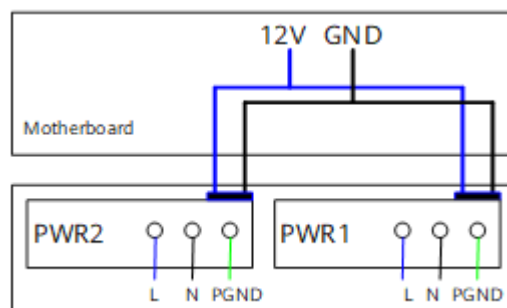 12V GND
Motherboard
PWR2
PWR1
L N PGND
L N PGND